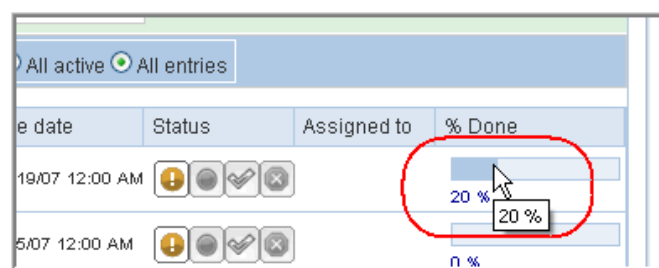 All active All entries
e date Status Assigned to % Done
19/07 12:00 AM
20 %
20 %
5/07 12:00 AM
0 %